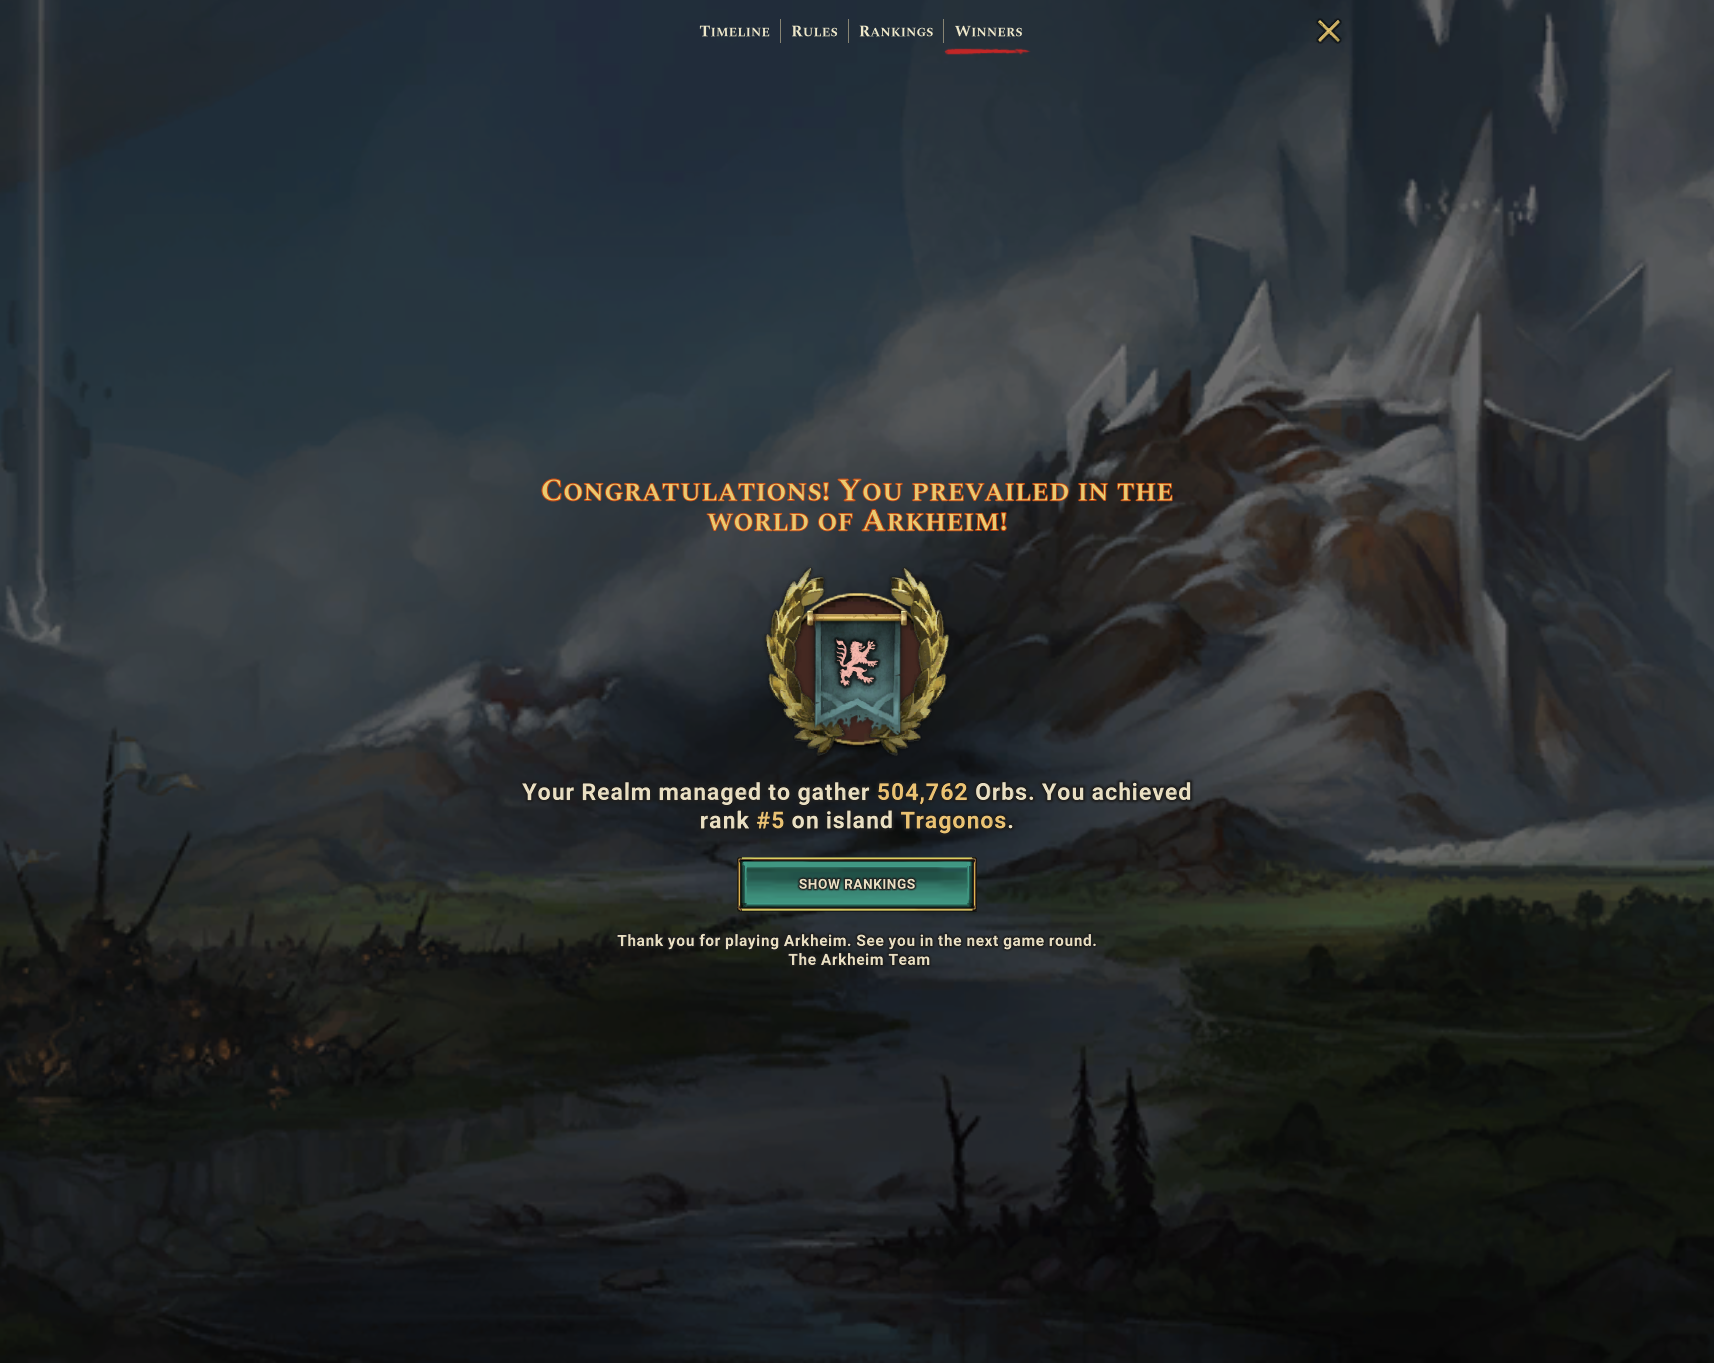 Timeline Rules Rankings Winners
Congratulations! You prevailed in the
world of Arkheim!
Your Realm managed to gather 504,762 Orbs. You achieved
rank #5 on island Tragonos.
SHOW RANKINGS
Thank you for playing Arkheim. See you in the next game round.
The Arkheim Team